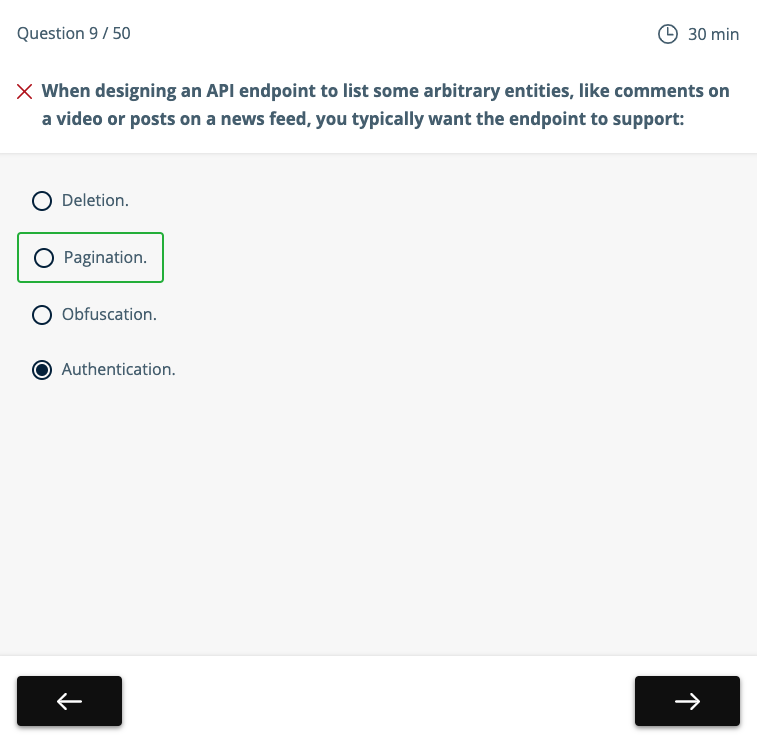 Question 9 / 50
30 min
When designing an API endpoint to list some arbitrary entities, like comments on
a video or posts on a news feed, you typically want the endpoint to support:
Deletion.
Pagination.
Obfuscation.
Authentication.